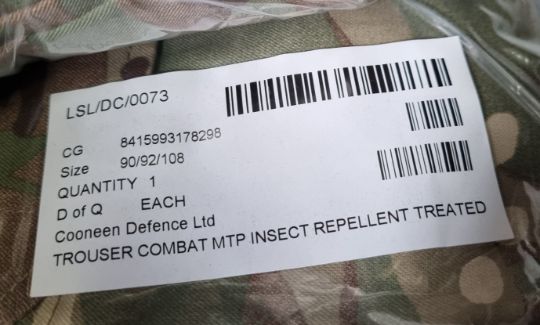 LSL/DC/0073
CG 8415993178298
Size 90/92/108
QUANTITY 1
D of Q EACH
Cooneen Defence Ltd
TROUSER COMBAT MTP INSECT REPELLENT TREATED